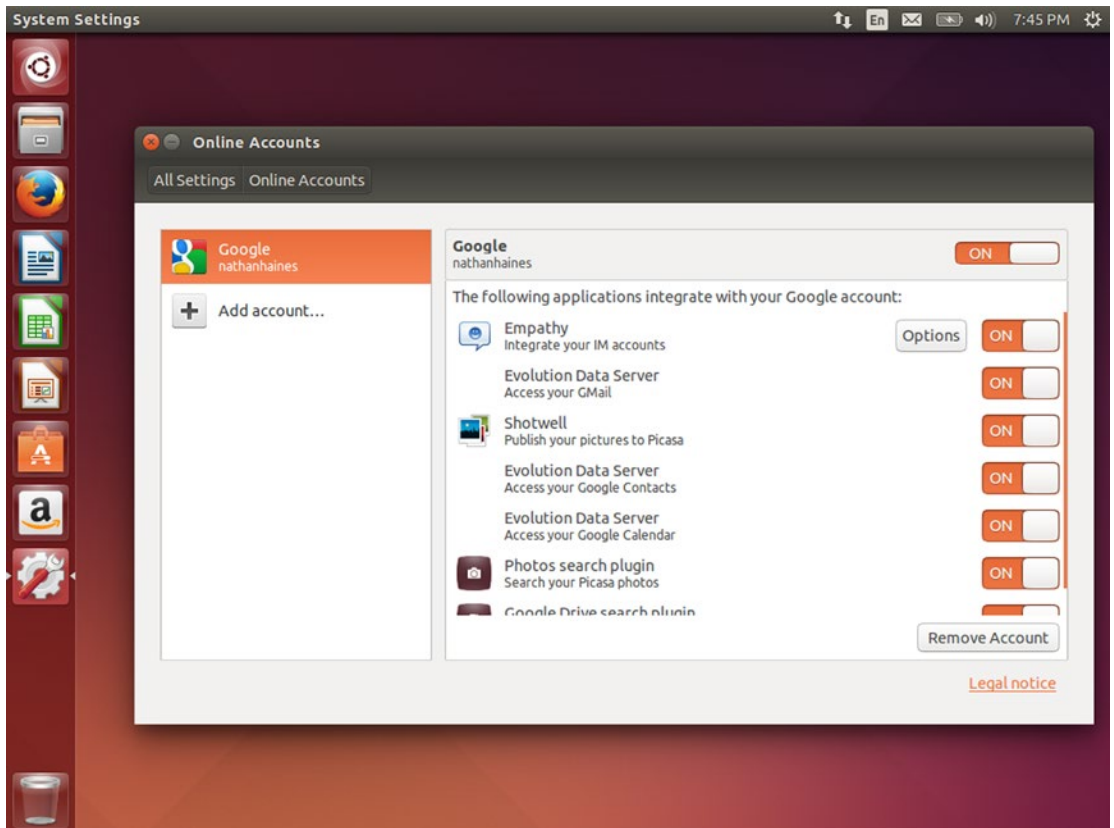 System Settings
En
7:45 PM
Online Accounts
All Settings Online Accounts
Google
nathanhaines
Add account...
Google
nathanhaines
ON
The following applications integrate with your Google account:
Empathy
Integrate your IM accounts
Options
ON
Evolution Data Server
Access your GMail
ON
Shotwell
Publish your pictures to Picasa
ON
Evolution Data Server
Access your Google Contacts
ON
Evolution Data Server
Access your Google Calendar
ON
Photos search plugin
Search your Picasa photos
ON
Google Drive search plugin
Remove Account
Legal notice